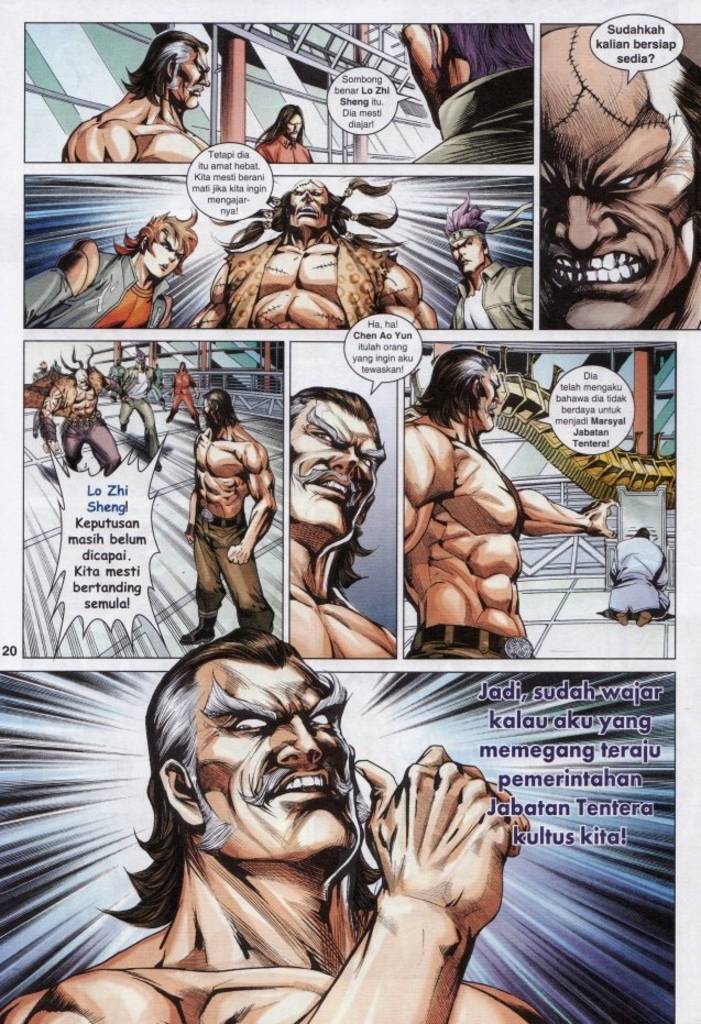 Sombong
benar Lo Zhi
Sheng itu.
Dia mesti
diajar!
Sudahkah
kalian bersiap
sedia?
Tetapi dia
itu amat hebat.
Kita mesti berani
mati jika kita ingin
mengajar-
nya!
Lo Zhi
Sheng!
Keputusan
masih belum
dicapai.
Kita mesti
bertanding
semula!
Ha, ha!
Chen Ao Yun
itulah orang
yang ingin aku
tewaskan!
Dia
telah mengaku
bahawa dia tidak
berdaya untuk
menjadi Marsyal
Jabatan
Tentera!
20
Jadi, sudah wajar
kalau aku yang
memegang teraju
pemerintahan
Jabatan Tentera
kultus kita!